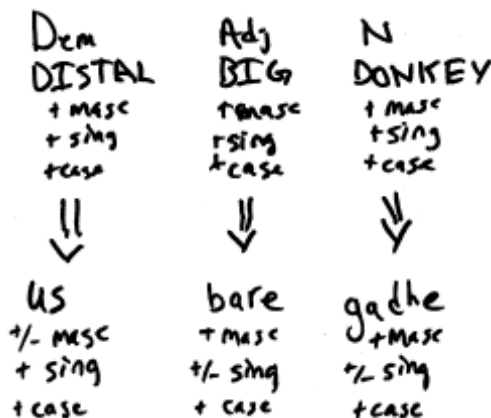 Dem Adj N
DISTAL BIG DONKEY
+ masc +masc + masc
+ sing +sing +sing
+case +case +case
us bare gadhe
+/- masc +masc +masc
+ sing +/- sing +/- sing
+case + case +case